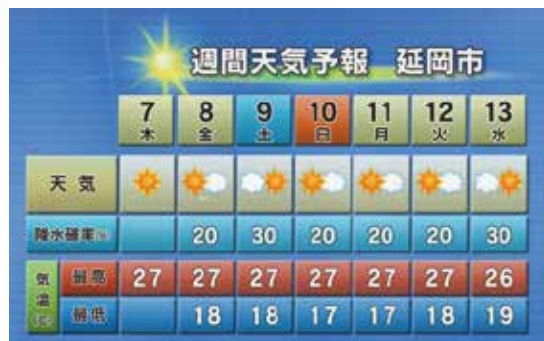 週間天気予報 延岡市
7 8 9 10 11 12 13
木 金 土 日 月 火 水
天気
降水確率(%) 20 30 20 20 20 30
気温(℃)
最高 27 27 27 27 27 27 26
最低 18 18 17 17 18 19